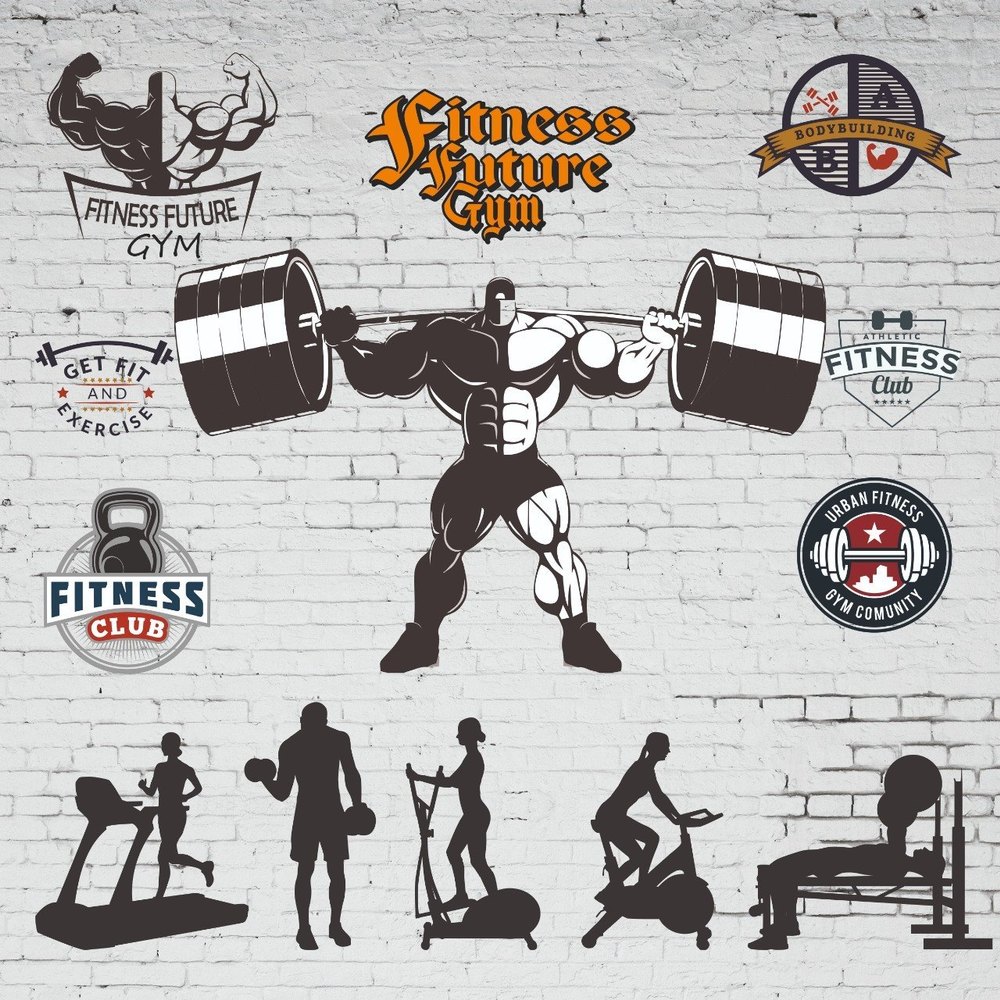 FITNESS FUTURE
GYM
Fitness
Future
Gym
A
BODYBUILDING
B
GET FIT
AND
EXERCISE
ATHLETIC
FITNESS
Club
FITNESS
CLUB
URBAN FITNESS
GYM COMUNITY